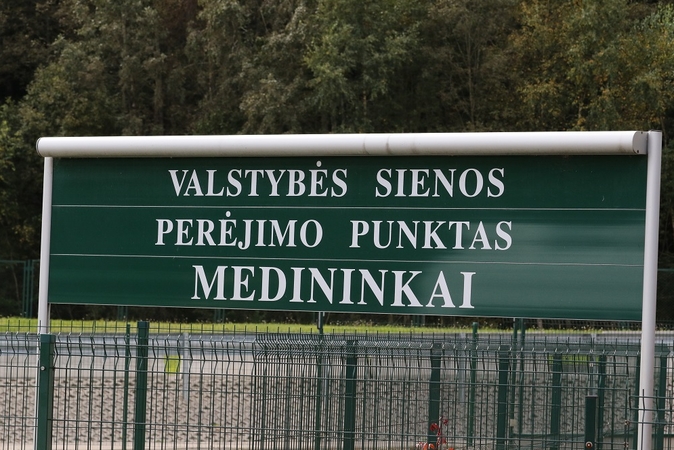 VALSTYBĖS SIENOS
PERĖJIMO PUNKTAS
MEDININKAI